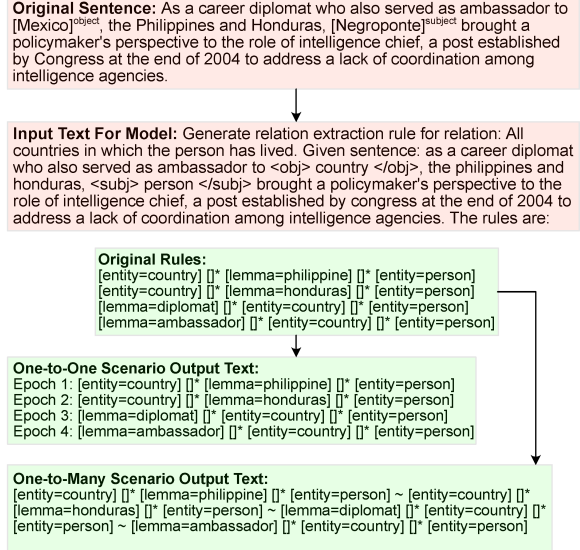 Original Sentence: As a career diplomat who also served as ambassador to
[Mexico]object, the Philippines and Honduras, [Negroponte]subject brought a
policymaker's perspective to the role of intelligence chief, a post established
by Congress at the end of 2004 to address a lack of coordination among
intelligence agencies.
Input Text For Model: Generate relation extraction rule for relation: All
countries in which the person has lived. Given sentence: as a career diplomat
who also served as ambassador to <obj> country </obj>, the philippines and
honduras, <subj> person </subj> brought a policymaker's perspective to the
role of intelligence chief, a post established by congress at the end of 2004 to
address a lack of coordination among intelligence agencies. The rules are:
Original Rules:
[entity=country] []* [lemma=philippine] []* [entity=person]
[entity=country] []* [lemma=honduras] []* [entity=person]
[lemma=diplomat] []* [entity=country] []* [entity=person]
[lemma=ambassador] []* [entity=country] []* [entity=person]
One-to-One Scenario Output Text:
Epoch 1: [entity=country] []* [lemma=philippine] []* [entity=person]
Epoch 2: [entity=country] []* [lemma=honduras] []* [entity=person]
Epoch 3: [lemma=diplomat] []* [entity=country] []* [entity=person]
Epoch 4: [lemma=ambassador] []* [entity=country] []* [entity=person]
One-to-Many Scenario Output Text:
[entity=country] []* [lemma=philippine] []* [entity=person] ~ [entity=country] []*
[lemma=honduras] []* [entity=person] ~ [lemma=diplomat] []* [entity=country] []*
[entity=person] ~ [lemma=ambassador] []* [entity=country] []* [entity=person]